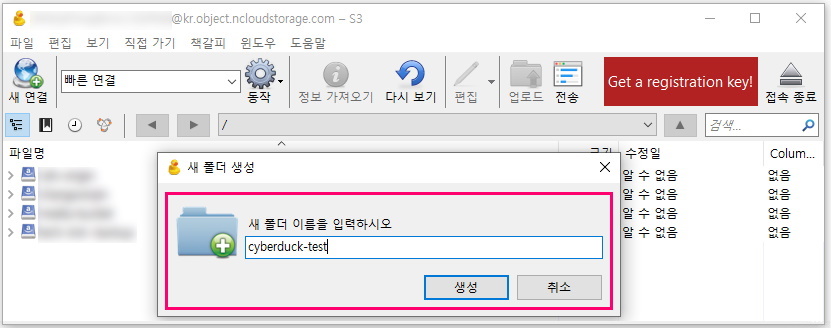 @kr.object.ncloudstorage.com – S3
파일 편집 보기 직접 가기 책갈피 윈도우 도움말
새 연결 빠른 연결 동작 정보 가져오기 다시 보기 편집 업로드 전송 Get a registration key! 접속 종료
/ 검색...
파일명 크기 수정일 Colum...
새 폴더 생성
알 수 없음 없음
알 수 없음 없음
알 수 없음 없음
알 수 없음 없음
새 폴더 이름을 입력하시오
cyberduck-test
생성 취소